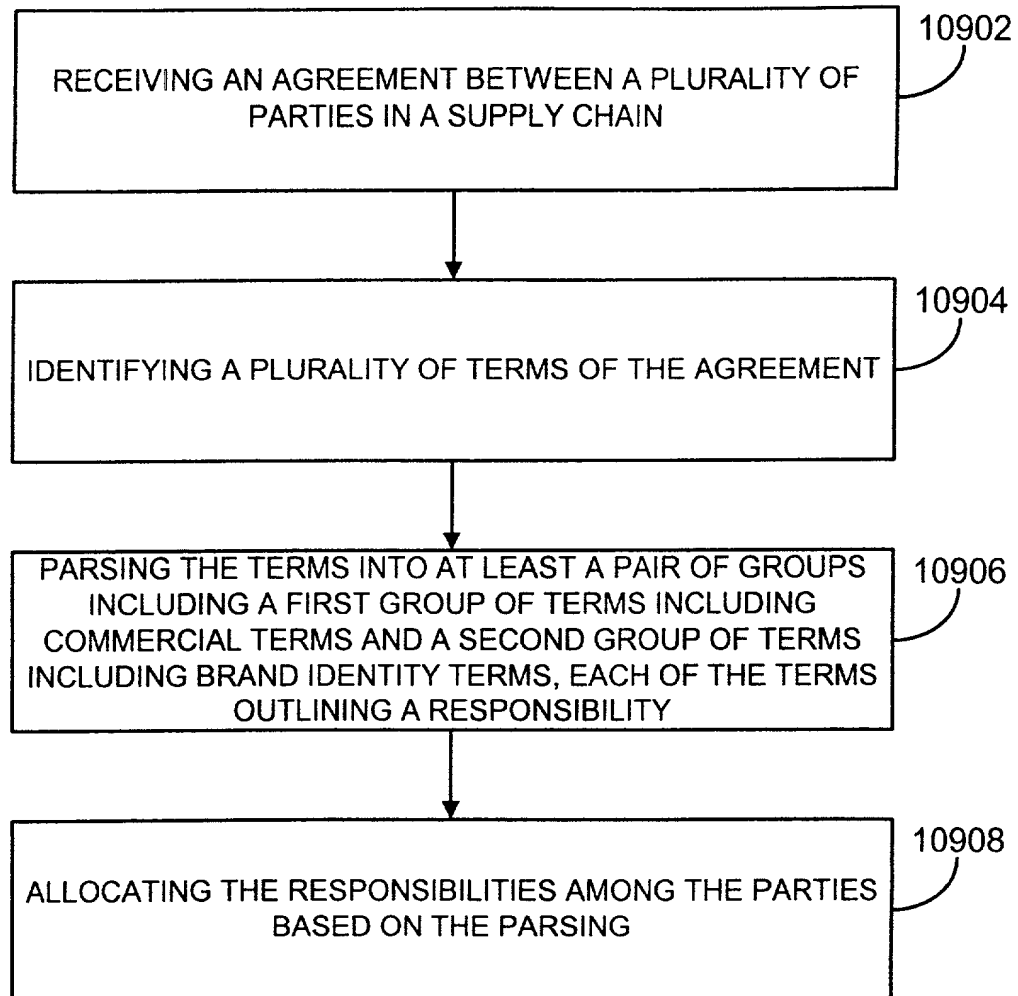 10902
RECEIVING AN AGREEMENT BETWEEN A PLURALITY OF
PARTIES IN A SUPPLY CHAIN
10904
IDENTIFYING A PLURALITY OF TERMS OF THE AGREEMENT
10906
PARSING THE TERMS INTO AT LEAST A PAIR OF GROUPS
INCLUDING A FIRST GROUP OF TERMS INCLUDING
COMMERCIAL TERMS AND A SECOND GROUP OF TERMS
INCLUDING BRAND IDENTITY TERMS, EACH OF THE TERMS
OUTLINING A RESPONSIBILITY
10908
ALLOCATING THE RESPONSIBILITIES AMONG THE PARTIES
BASED ON THE PARSING